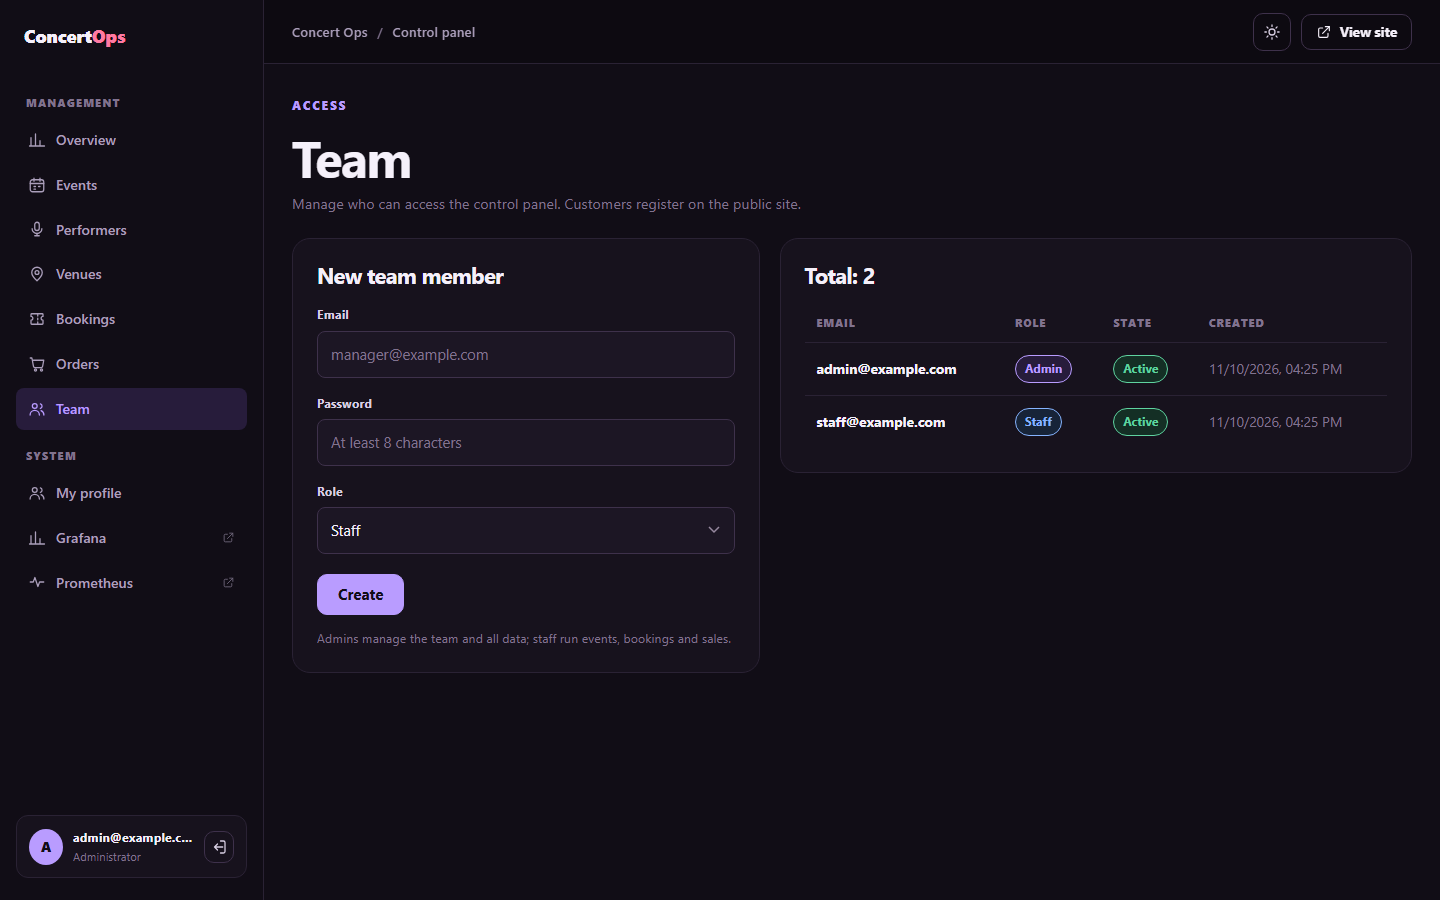 ConcertOps
MANAGEMENT
Overview
Events
Performers
Venues
Bookings
Orders
Team
SYSTEM
My profile
Grafana
Prometheus
A
admin@example.c...
Administrator
Concert Ops / Control panel
View site
ACCESS
Team
Manage who can access the control panel. Customers register on the public site.
New team member
Email
manager@example.com
Password
At least 8 characters
Role
Staff
Create
Admins manage the team and all data; staff run events, bookings and sales.
Total: 2
EMAIL ROLE STATE CREATED
admin@example.com Admin Active 11/10/2026, 04:25 PM
staff@example.com Staff Active 11/10/2026, 04:25 PM